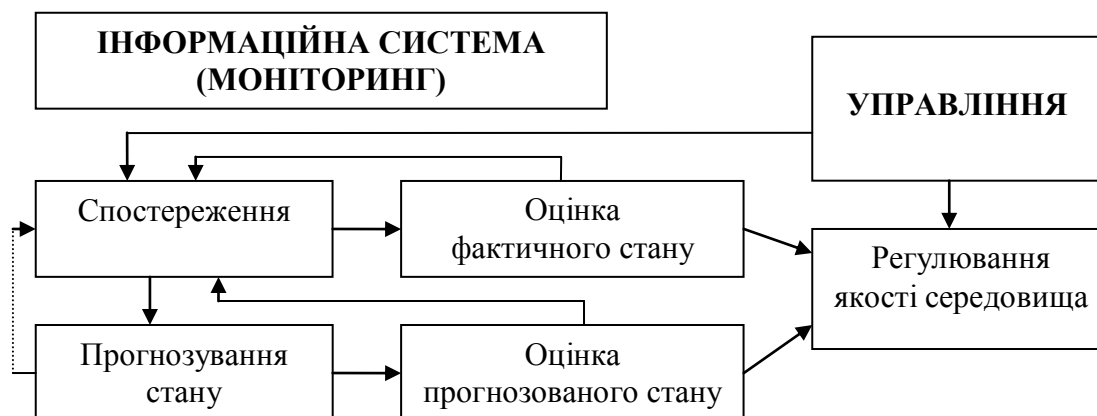 ІНФОРМАЦІЙНА СИСТЕМА
(МОНІТОРИНГ)
УПРАВЛІННЯ
Спостереження
Оцінка
фактичного стану
Регулювання
якості середовища
Прогнозування
стану
Оцінка
прогнозованого стану